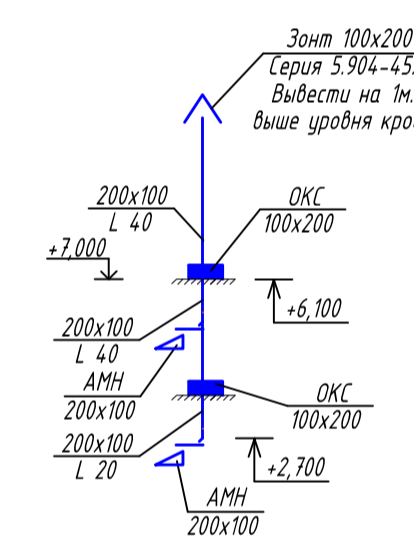 Зонт 100х200
Серия 5.904-45
Вывести на 1м.
выше уровня кро
200х100
L 40
ОКС
100х200
+7,000
+6,100
200х100
L 40
АМН
200х100
ОКС
100х200
200х100
L 20
+2,700
АМН
200х100